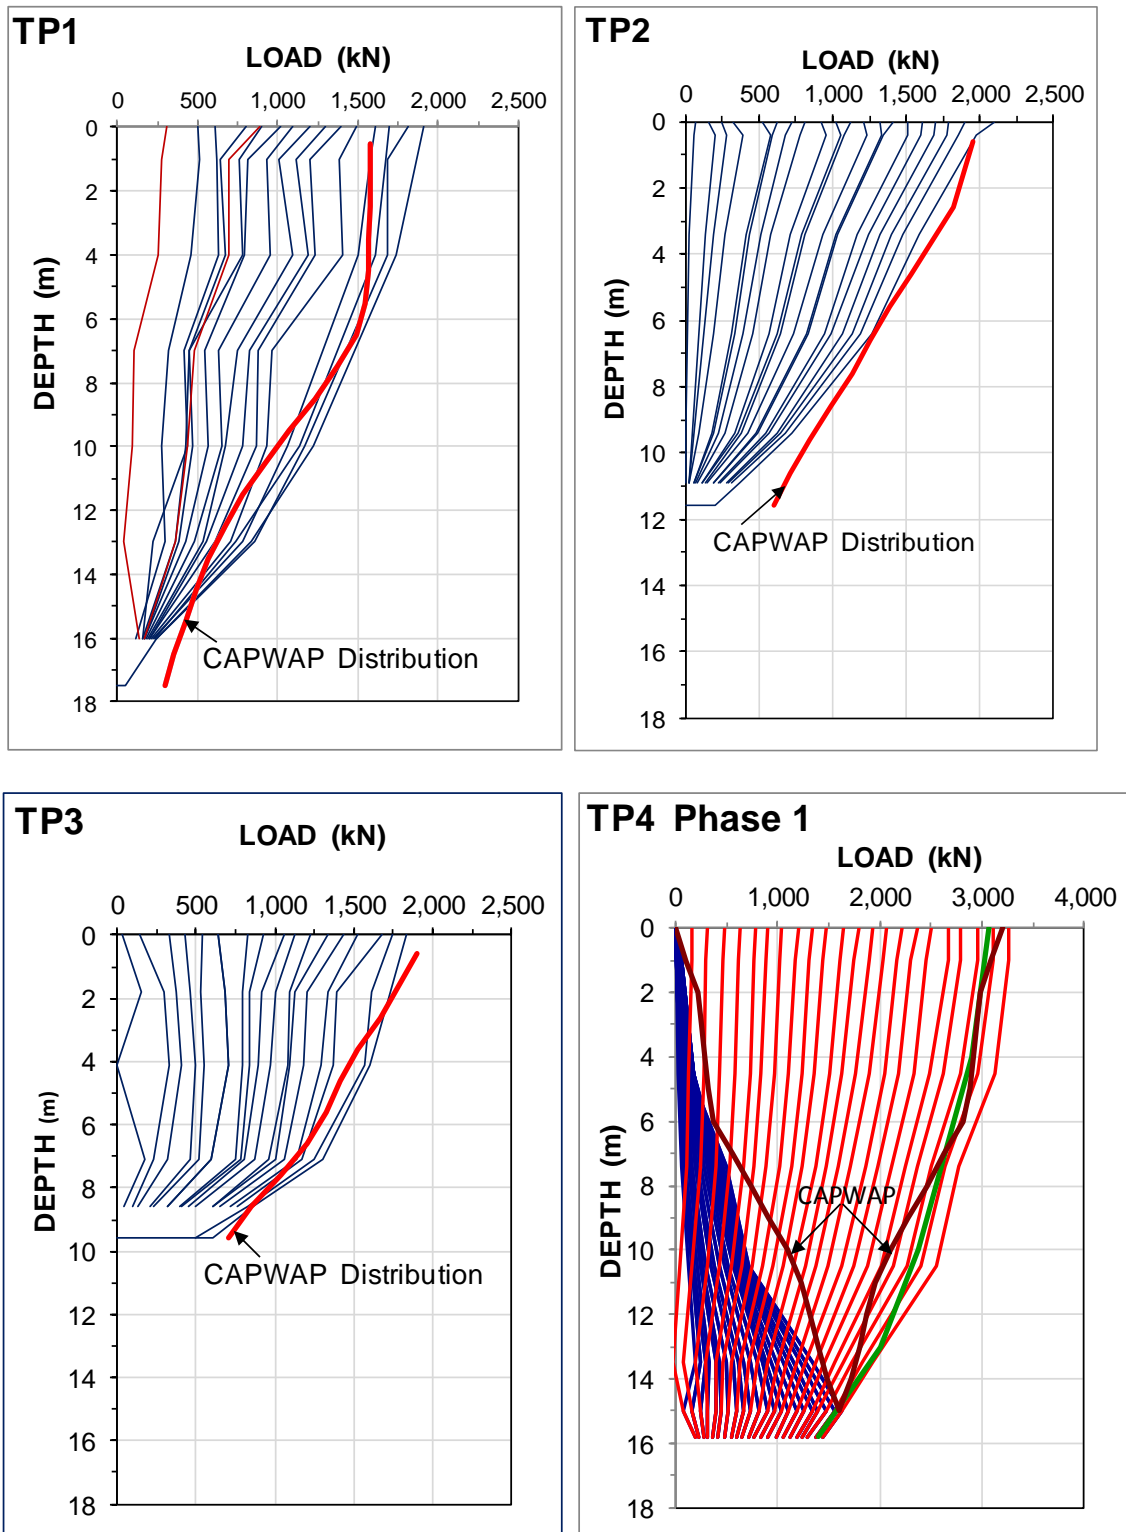 TP1
LOAD (kN)
0 500 1,000 1,500 2,000 2,500
DEPTH (m)
0
2
4
6
8
10
12
14
16
18
CAPWAP Distribution
TP2
LOAD (kN)
0 500 1,000 1,500 2,000 2,500
DEPTH (m)
0
2
4
6
8
10
12
14
16
18
CAPWAP Distribution
TP3
LOAD (kN)
0 500 1,000 1,500 2,000 2,500
DEPTH (m)
0
2
4
6
8
10
12
14
16
18
CAPWAP Distribution
TP4 Phase 1
LOAD (kN)
0 1,000 2,000 3,000 4,000
DEPTH (m)
0
2
4
6
8
10
12
14
16
18
CAPWAP